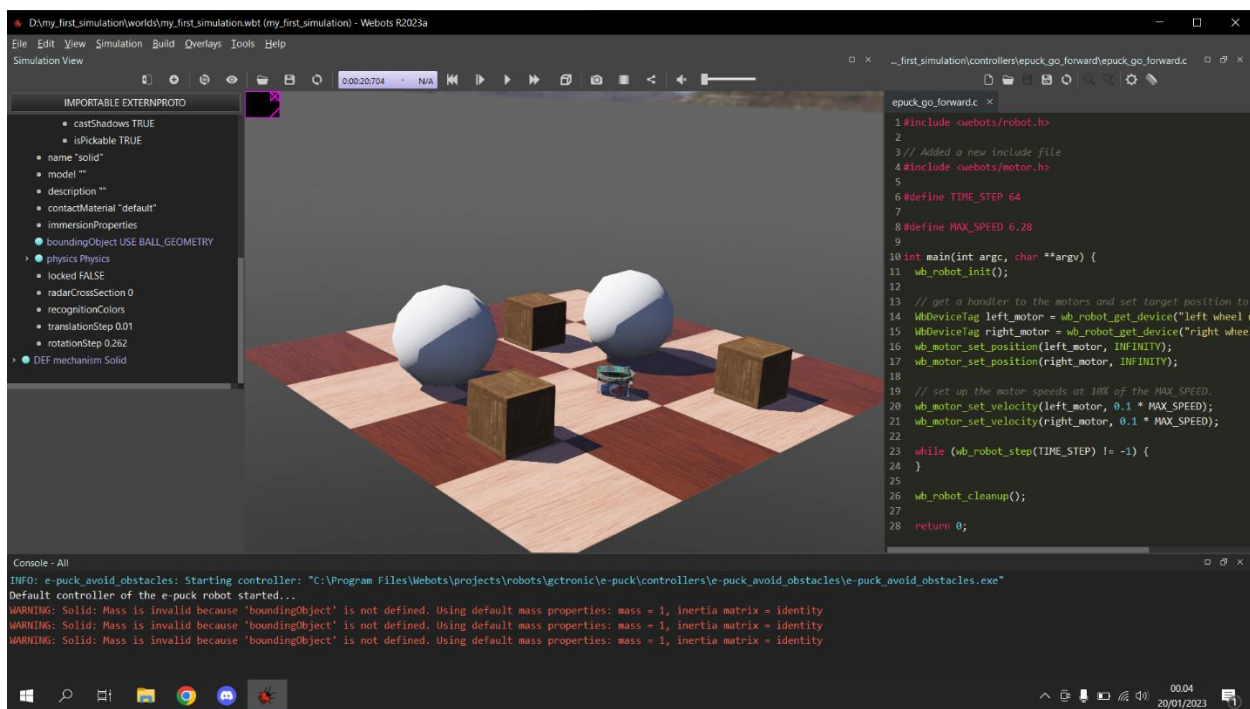 D:\my_first_simulation\worlds\my_first_simulation.wbt (my_first_simulation) - Webots R2023a
File Edit View Simulation Build Overlays Tools Help
Simulation View
0:00:20:704 - N/A
IMPORTABLE EXTERNPROTO
castShadows TRUE
isPickable TRUE
name "solid"
model ""
description ""
contactMaterial "default"
immersionProperties
boundingObject USE BALL_GEOMETRY
physics Physics
locked FALSE
radarCrossSection 0
recognitionColors
translationStep 0.01
rotationStep 0.262
DEF mechanism Solid
..._first_simulation\controllers\epuck_go_forward\epuck_go_forward.c
epuck_go_forward.c
1 #include <webots/robot.h>
2
3 // Added a new include file
4 #include <webots/motor.h>
5
6 #define TIME_STEP 64
7
8 #define MAX_SPEED 6.28
9
10 int main(int argc, char **argv) {
11 wb_robot_init();
12
13 // get a handler to the motors and set target position to
14 WbDeviceTag left_motor = wb_robot_get_device("left wheel
15 WbDeviceTag right_motor = wb_robot_get_device("right whee
16 wb_motor_set_position(left_motor, INFINITY);
17 wb_motor_set_position(right_motor, INFINITY);
18
19 // set up the motor speeds at 10% of the MAX_SPEED.
20 wb_motor_set_velocity(left_motor, 0.1 * MAX_SPEED);
21 wb_motor_set_velocity(right_motor, 0.1 * MAX_SPEED);
22
23 while (wb_robot_step(TIME_STEP) != -1) {
24 }
25
26 wb_robot_cleanup();
27
28 return 0;
Console - All
INFO: e-puck_avoid_obstacles: Starting controller: "C:\Program Files\Webots\projects\robots\gctronic\e-puck\controllers\e-puck_avoid_obstacles\e-puck_avoid_obstacles.exe"
Default controller of the e-puck robot started...
WARNING: Solid: Mass is invalid because 'boundingObject' is not defined. Using default mass properties: mass = 1, inertia matrix = identity
WARNING: Solid: Mass is invalid because 'boundingObject' is not defined. Using default mass properties: mass = 1, inertia matrix = identity
WARNING: Solid: Mass is invalid because 'boundingObject' is not defined. Using default mass properties: mass = 1, inertia matrix = identity
00.04
20/01/2023
1